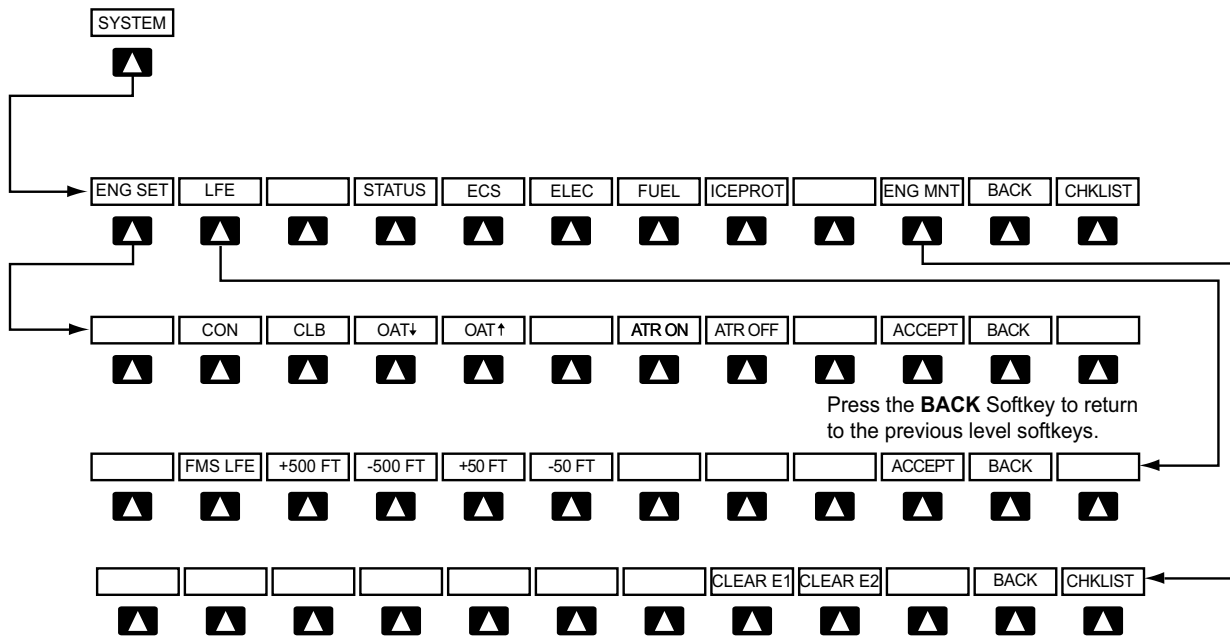 SYSTEM
ENG SET LFE STATUS ECS ELEC FUEL ICEPROT ENG MNT BACK CHKLIST
CON CLB OAT↓ OAT↑ ATR ON ATR OFF ACCEPT BACK
Press the BACK Softkey to return
to the previous level softkeys.
FMS LFE +500 FT -500 FT +50 FT -50 FT ACCEPT BACK
CLEAR E1 CLEAR E2 BACK CHKLIST